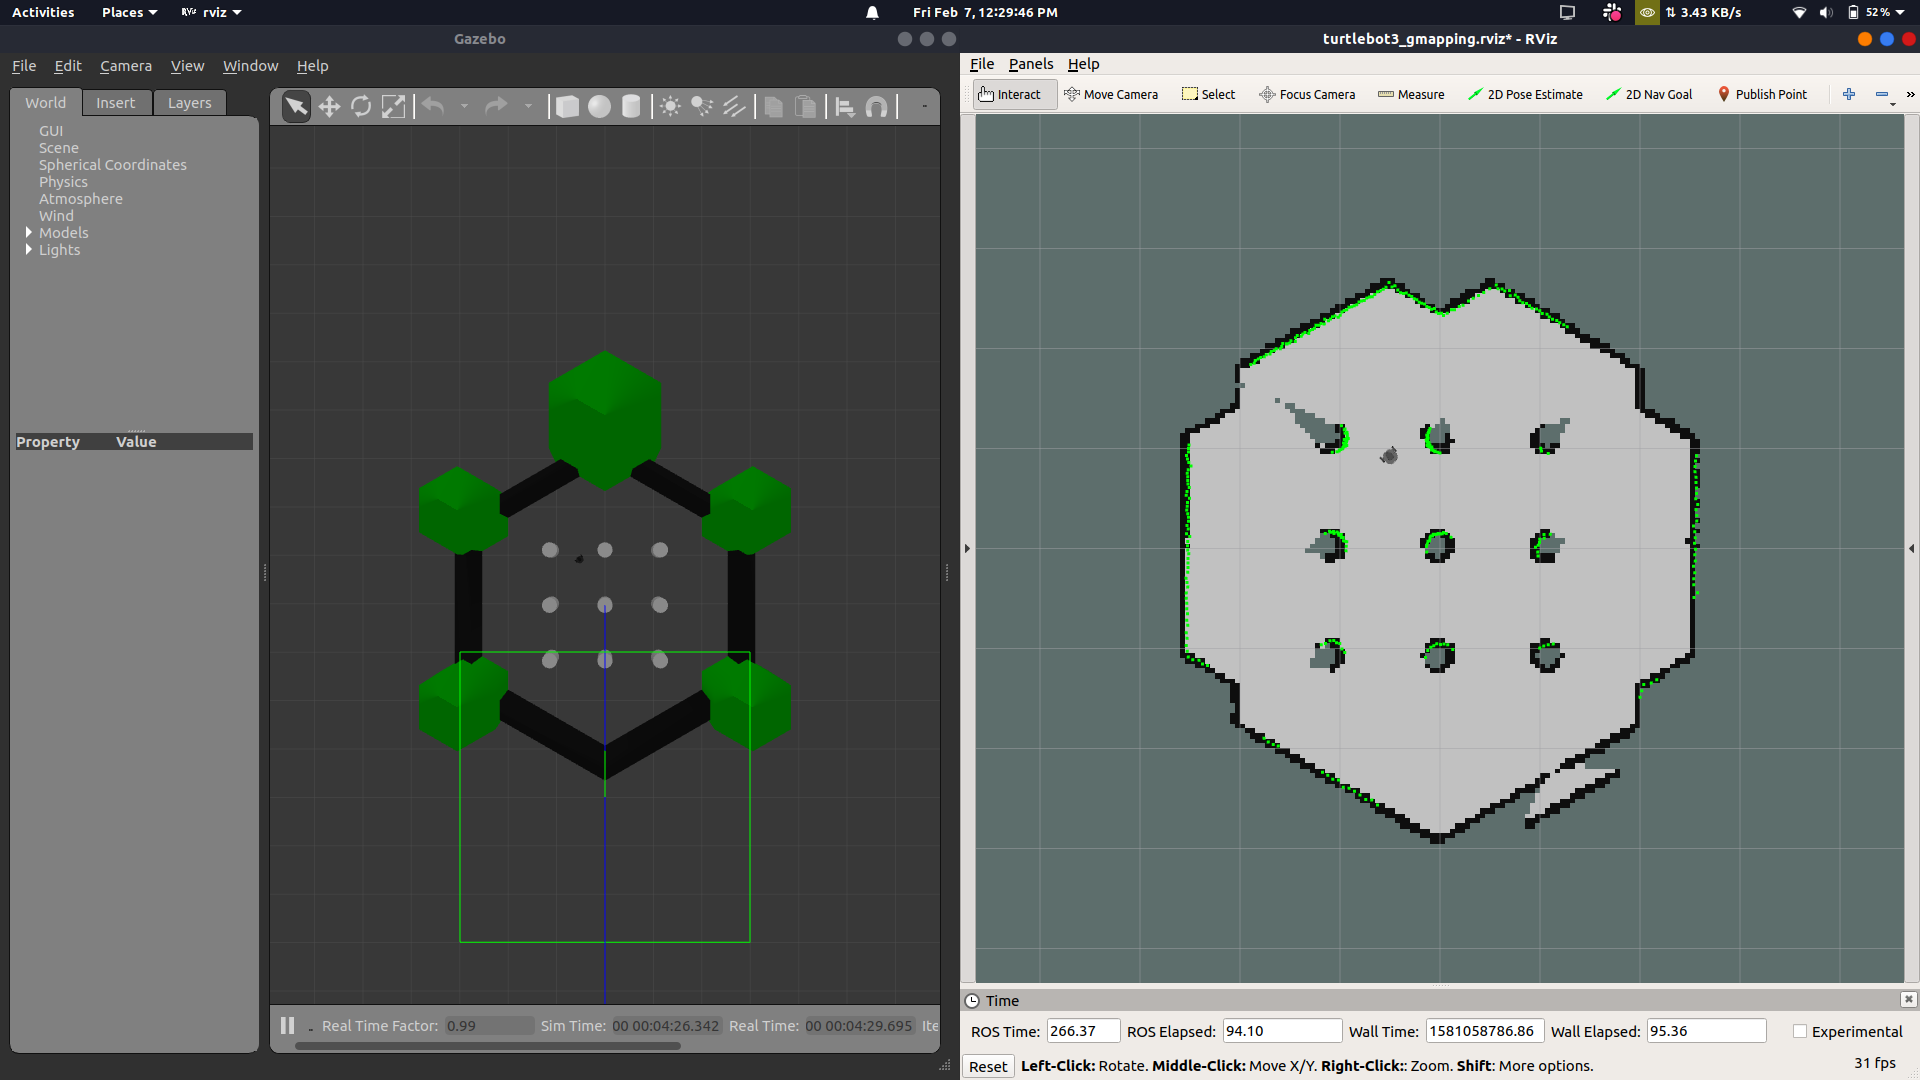 Activities Places rviz Fri Feb 7, 12:29:46 PM 3.43 KB/s 52%
Gazebo
turtlebot3_gmapping.rviz* - RViz
File Edit Camera View Window Help
File Panels Help
World Insert Layers
Interact Move Camera Select Focus Camera Measure 2D Pose Estimate 2D Nav Goal Publish Point »
GUI
Scene
Spherical Coordinates
Physics
Atmosphere
Wind
Models
Lights
Property Value
Real Time Factor: 0.99 Sim Time: 00 00:04:26.342 Real Time: 00 00:04:29.695 Ite
Time
ROS Time: 266.37 ROS Elapsed: 94.10 Wall Time: 1581058786.86 Wall Elapsed: 95.36 Experimental
Reset Left-Click: Rotate. Middle-Click: Move X/Y. Right-Click:: Zoom. Shift: More options. 31 fps